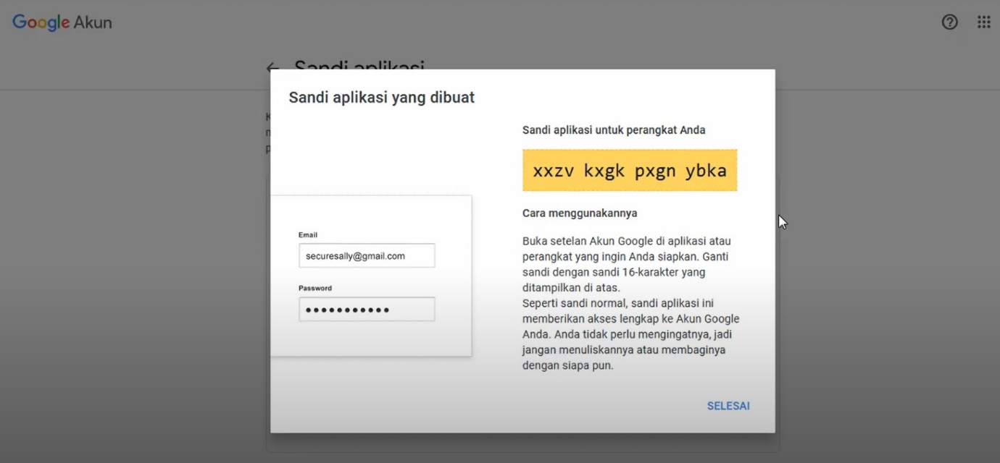 Google Akun
Sandi aplikasi
Sandi aplikasi yang dibuat
Sandi aplikasi untuk perangkat Anda
xxzv kxgk pxgn ybka
Cara menggunakannya
Email
securesally@gmail.com
Password
Buka setelan Akun Google di aplikasi atau
perangkat yang ingin Anda siapkan. Ganti
sandi dengan sandi 16-karakter yang
ditampilkan di atas.
Seperti sandi normal, sandi aplikasi ini
memberikan akses lengkap ke Akun Google
Anda. Anda tidak perlu mengingatnya, jadi
jangan menuliskannya atau membaginya
dengan siapa pun.
SELESAI